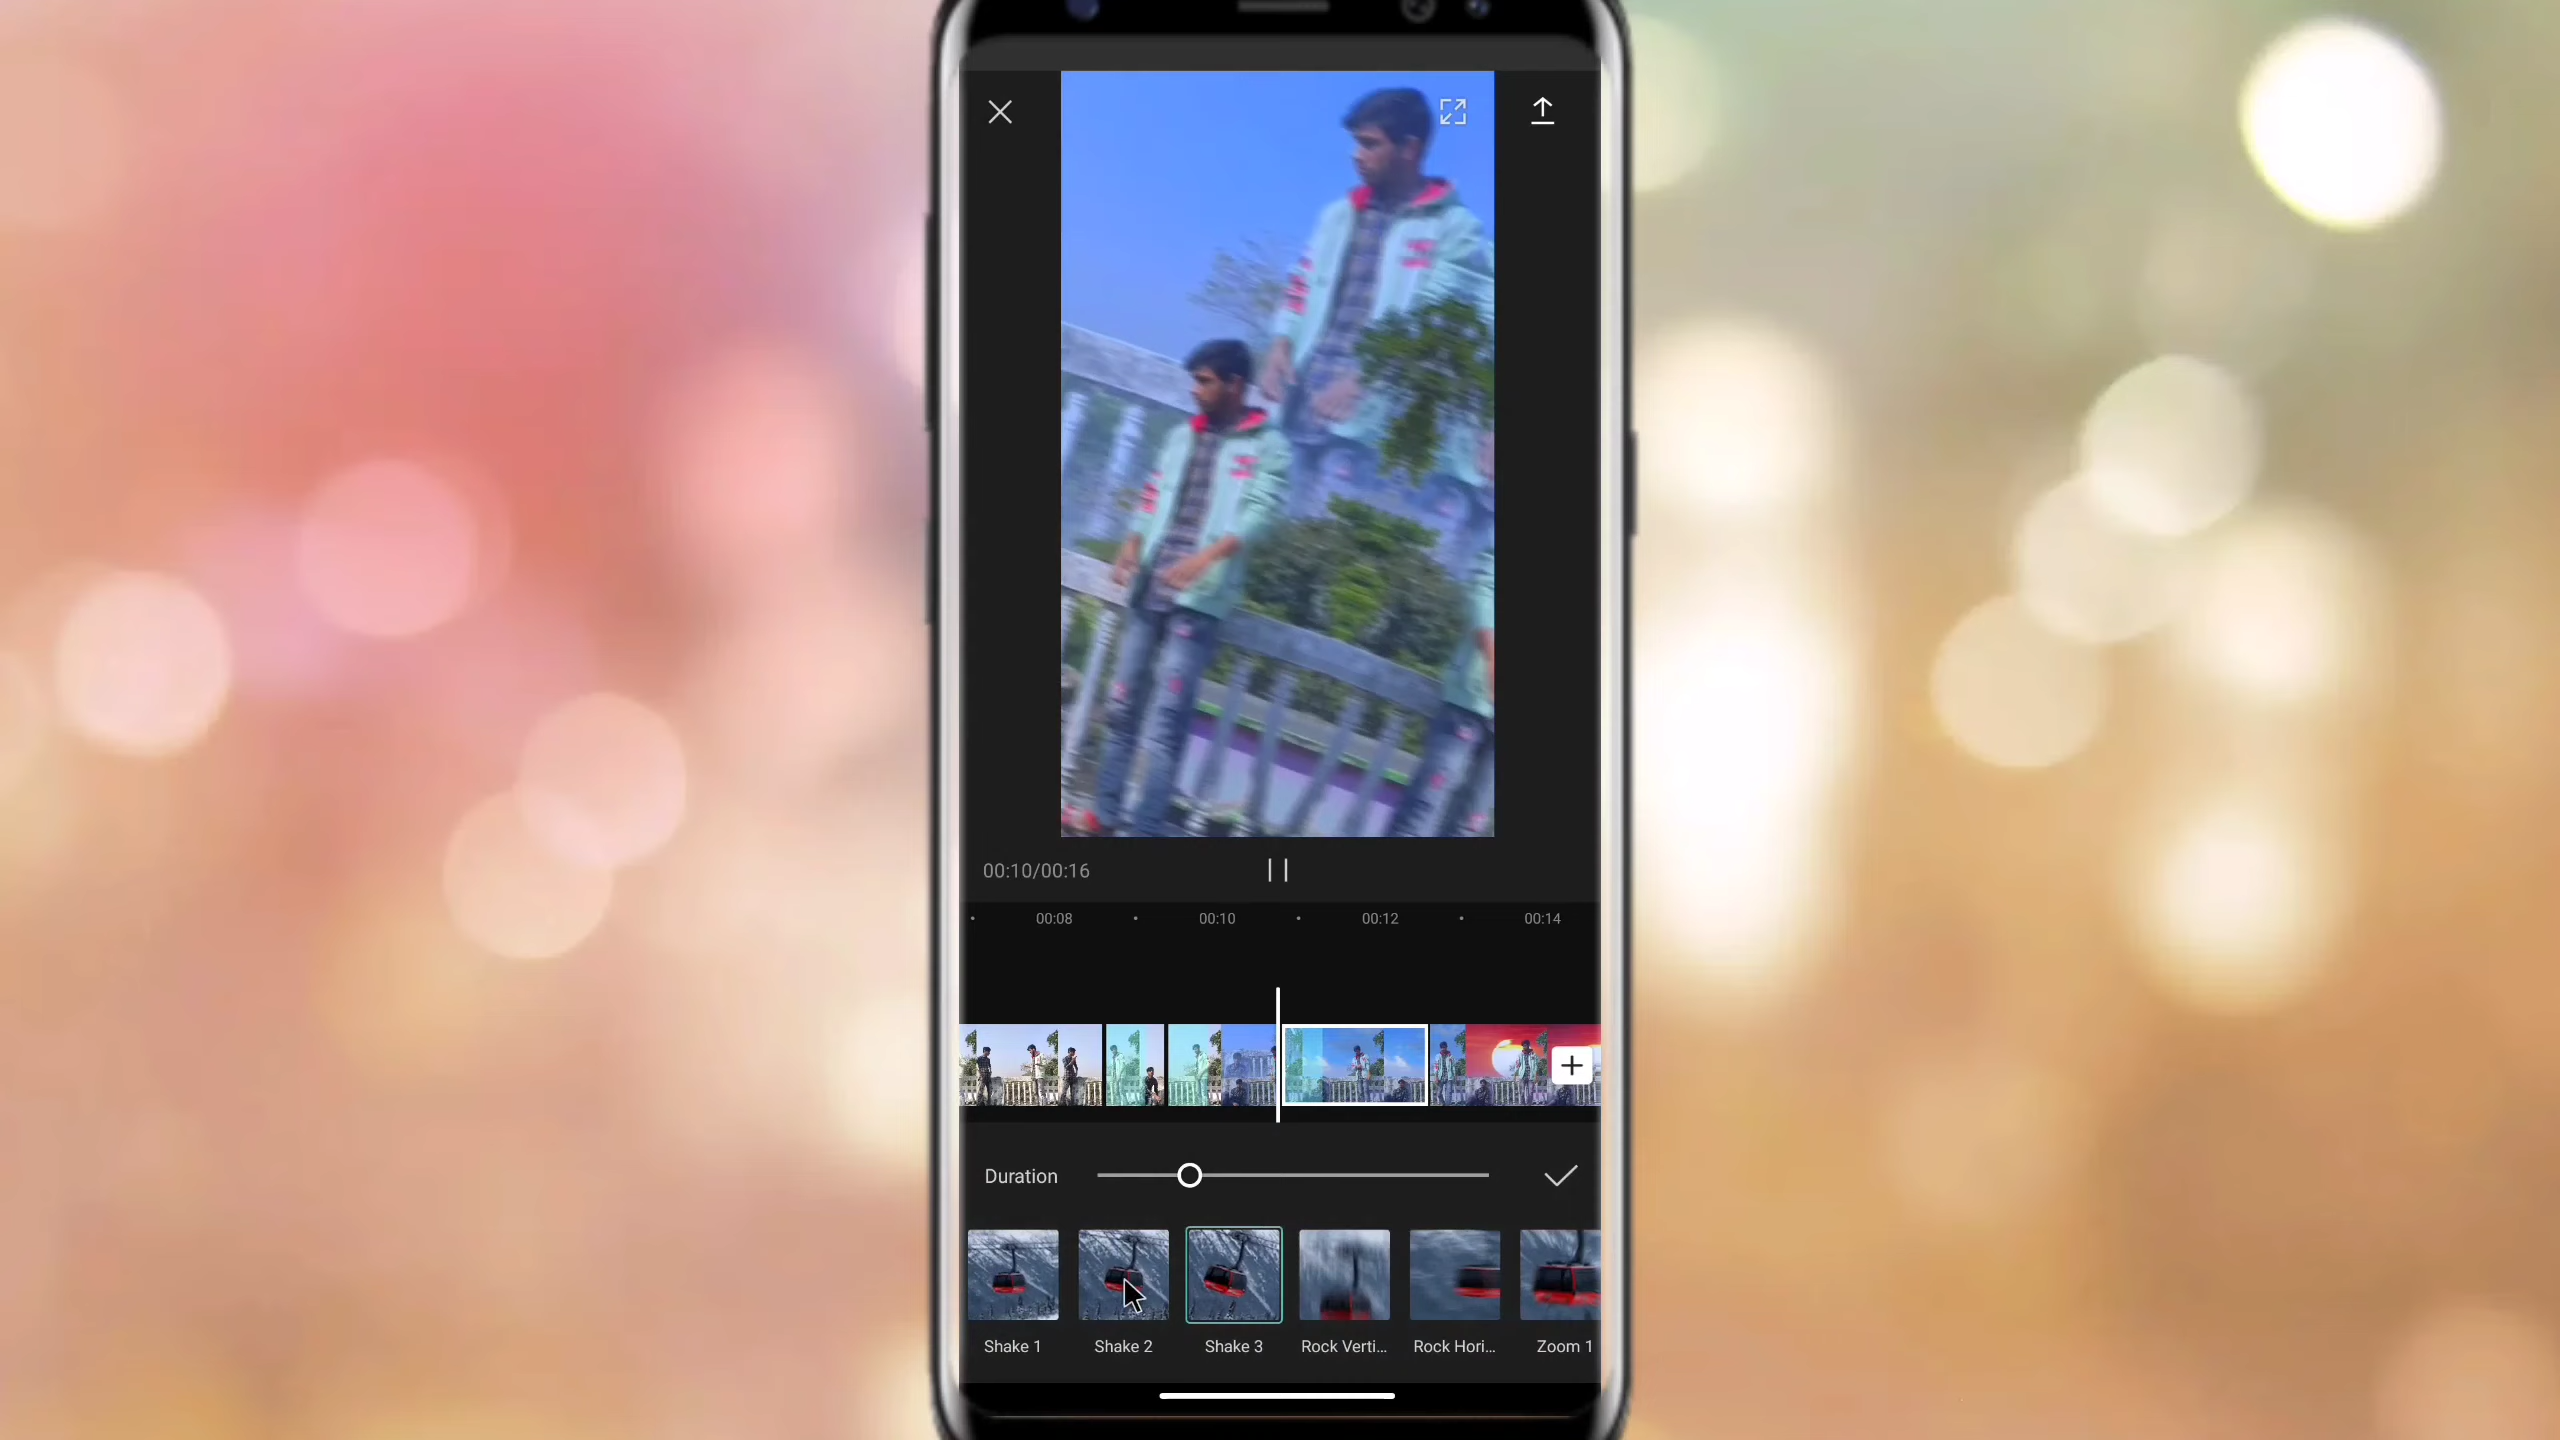 00:10/00:16
00:08 00:10 00:12 00:14
Duration
Shake 1 Shake 2 Shake 3 Rock Verti... Rock Hori... Zoom 1